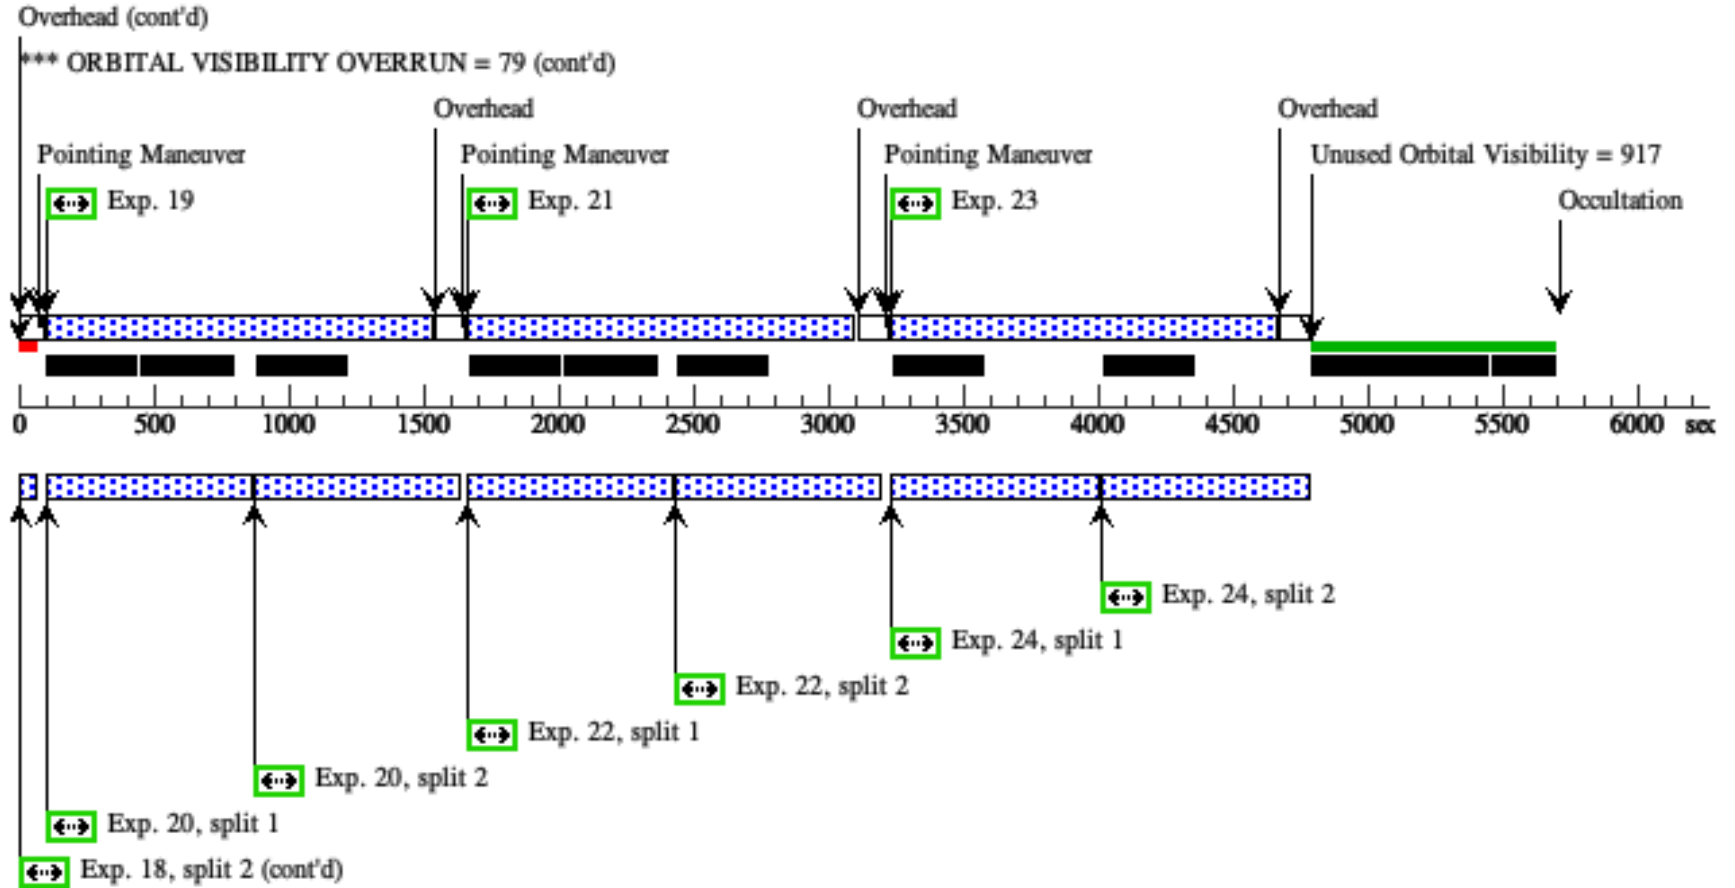 Overhead (cont'd)
*** ORBITAL VISIBILITY OVERRUN = 79 (cont'd)
Overhead Overhead Overhead
Pointing Maneuver Pointing Maneuver Pointing Maneuver Unused Orbital Visibility = 917
Exp. 19 Exp. 21 Exp. 23 Occultation
0 500 1000 1500 2000 2500 3000 3500 4000 4500 5000 5500 6000 sec
Exp. 24, split 2
Exp. 24, split 1
Exp. 22, split 2
Exp. 22, split 1
Exp. 20, split 2
Exp. 20, split 1
Exp. 18, split 2 (cont'd)